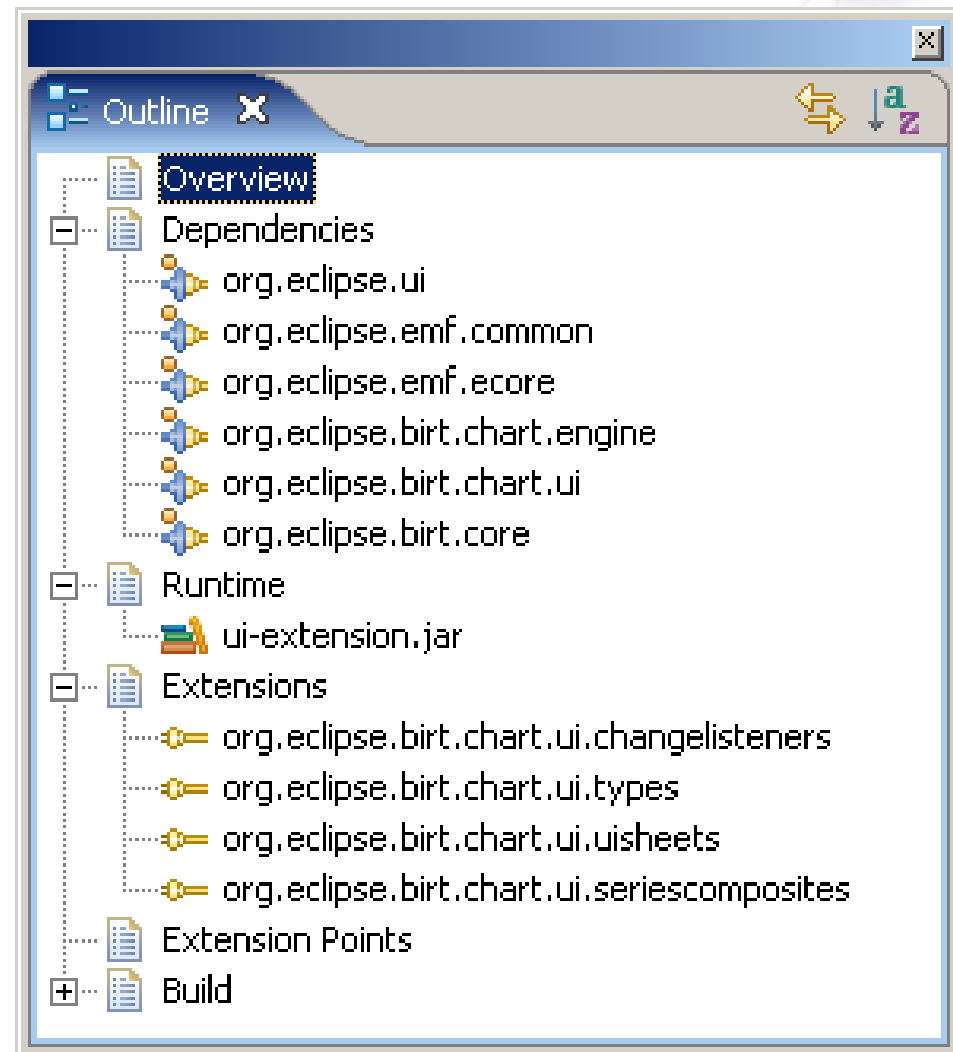 Outline
Overview
Dependencies
org.eclipse.ui
org.eclipse.emf.common
org.eclipse.emf.ecore
org.eclipse.birt.chart.engine
org.eclipse.birt.chart.ui
org.eclipse.birt.core
Runtime
ui-extension.jar
Extensions
org.eclipse.birt.chart.ui.changelisteners
org.eclipse.birt.chart.ui.types
org.eclipse.birt.chart.ui.uisheets
org.eclipse.birt.chart.ui.seriescomposites
Extension Points
Build